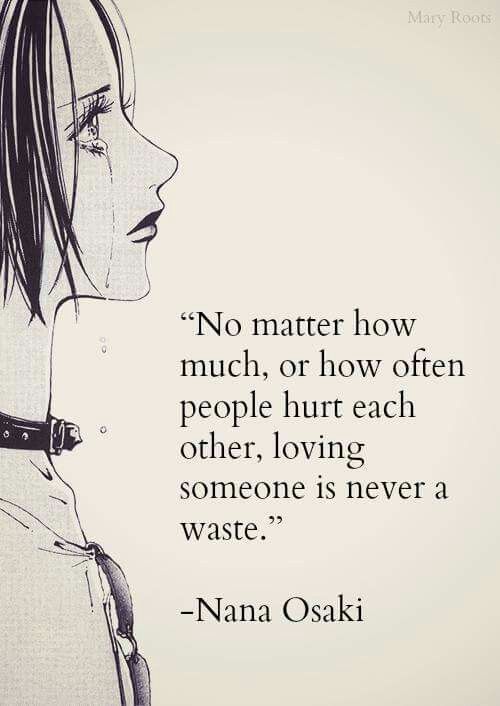 Mary Roots
“No matter how
much, or how often
people hurt each
other, loving
someone is never a
waste.”
-Nana Osaki